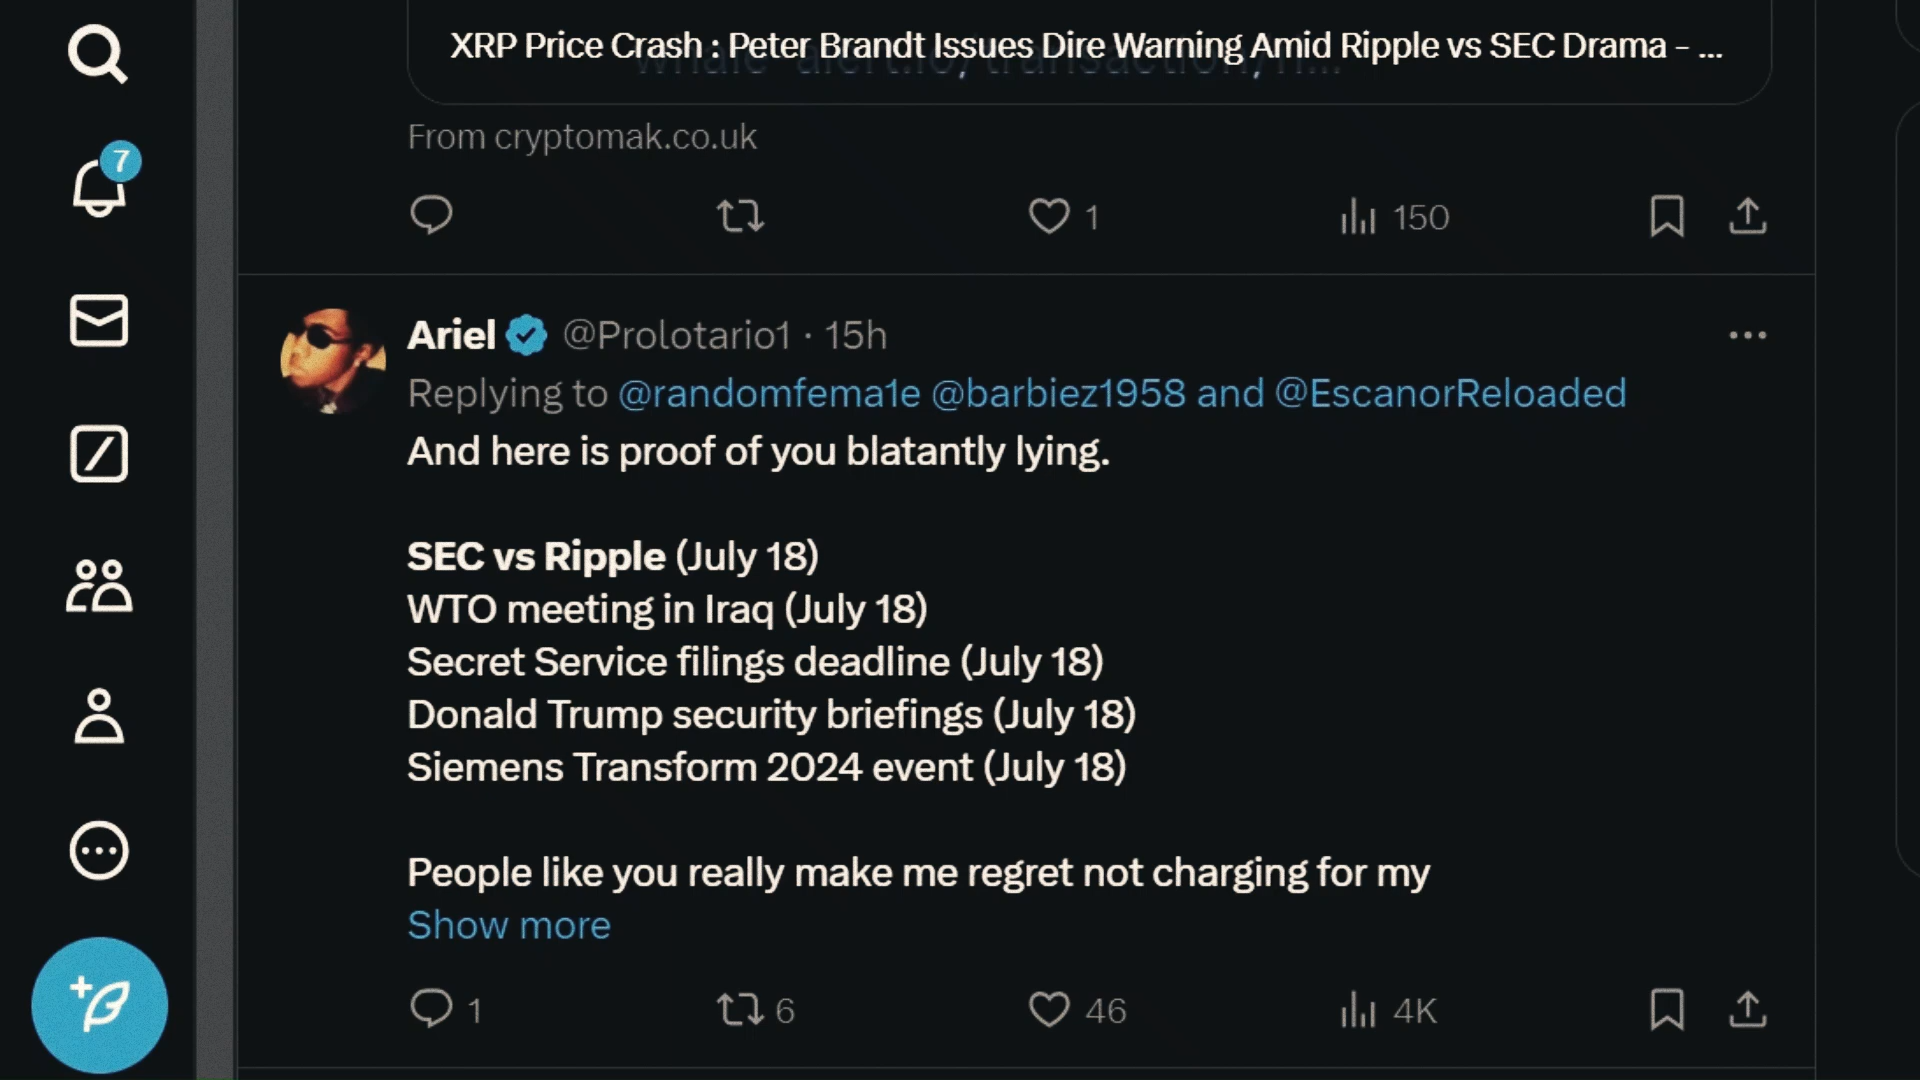 XRP Price Crash : Peter Brandt Issues Dire Warning Amid Ripple vs SEC Drama - ...
From cryptomak.co.uk
1 150
7
Ariel @Prolotario1 · 15h
Replying to @randomfema1e @barbiez1958 and @EscanorReloaded
And here is proof of you blatantly lying.
SEC vs Ripple (July 18)
WTO meeting in Iraq (July 18)
Secret Service filings deadline (July 18)
Donald Trump security briefings (July 18)
Siemens Transform 2024 event (July 18)
People like you really make me regret not charging for my
Show more
1 6 46 4K